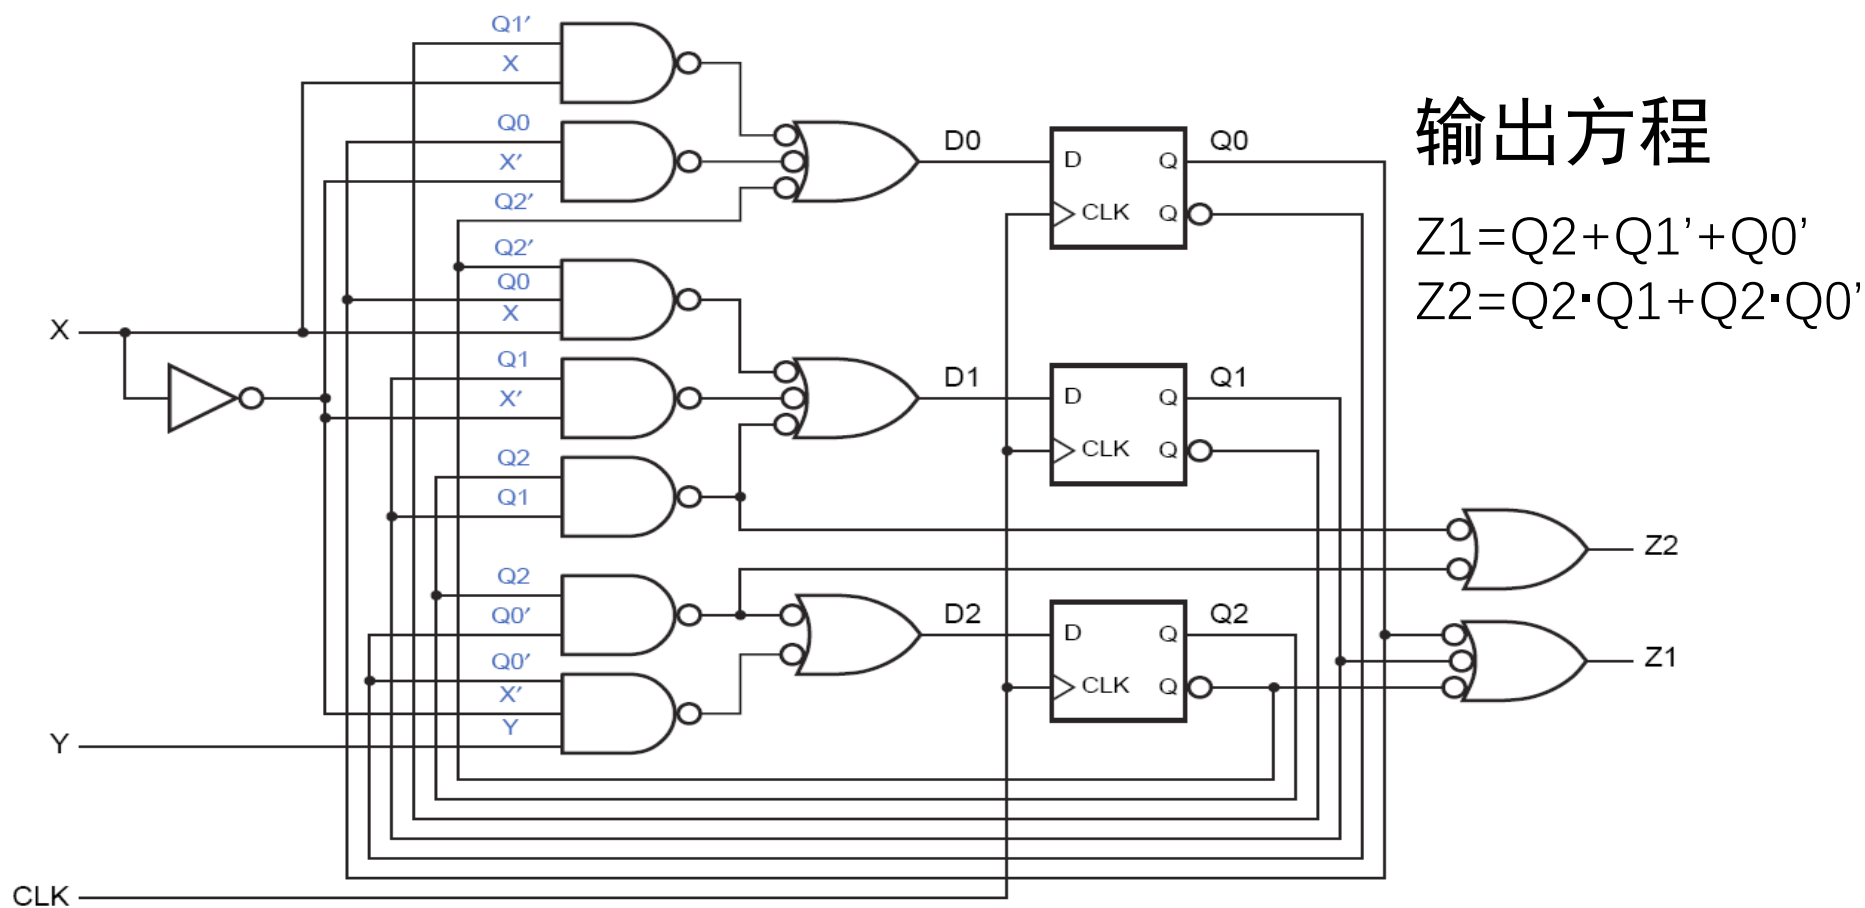 Q1′
X
Q0
X′
Q2′
Q2′
Q0
X
Q1
X′
Q2
Q1
Q2
Q0′
Q0′
X′
Y
X
Y
CLK
D0
D
Q
CLK
Q
Q0
D1
D
Q
CLK
Q
Q1
D2
D
Q
CLK
Q
Q2
Z2
Z1
输出方程
Z1=Q2+Q1’+Q0’
Z2=Q2·Q1+Q2·Q0’